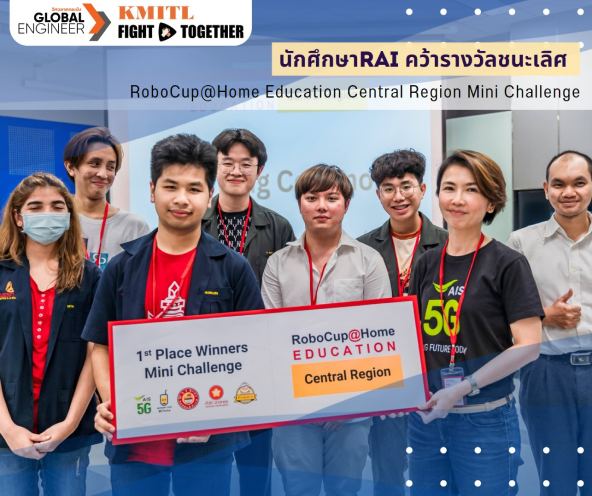 วิศวลาดกระบัง
GLOBAL
ENGINEER
KMITL
FIGHT TOGETHER
นักศึกษาRAI คว้ารางวัลชนะเลิศ
RoboCup@Home Education Central Region Mini Challenge
AIS
5G
1st Place Winners
Mini Challenge
RoboCup@Home
EDUCATION
Central Region
AIS
5G